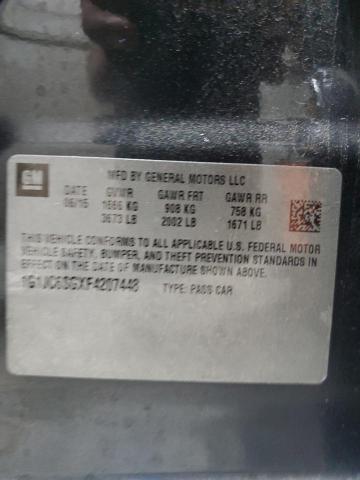 GM
MFD BY GENERAL MOTORS LLC
DATE GVWR GAWR FRT GAWR RR
06/15 1666 KG 908 KG 758 KG
3673 LB 2002 LB 1671 LB
THIS VEHICLE CONFORMS TO ALL APPLICABLE U.S. FEDERAL MOTOR
VEHICLE SAFETY, BUMPER, AND THEFT PREVENTION STANDARDS IN
EFFECT ON THE DATE OF MANUFACTURE SHOWN ABOVE.
1G1JC6SGXF4207448 TYPE: PASS CAR